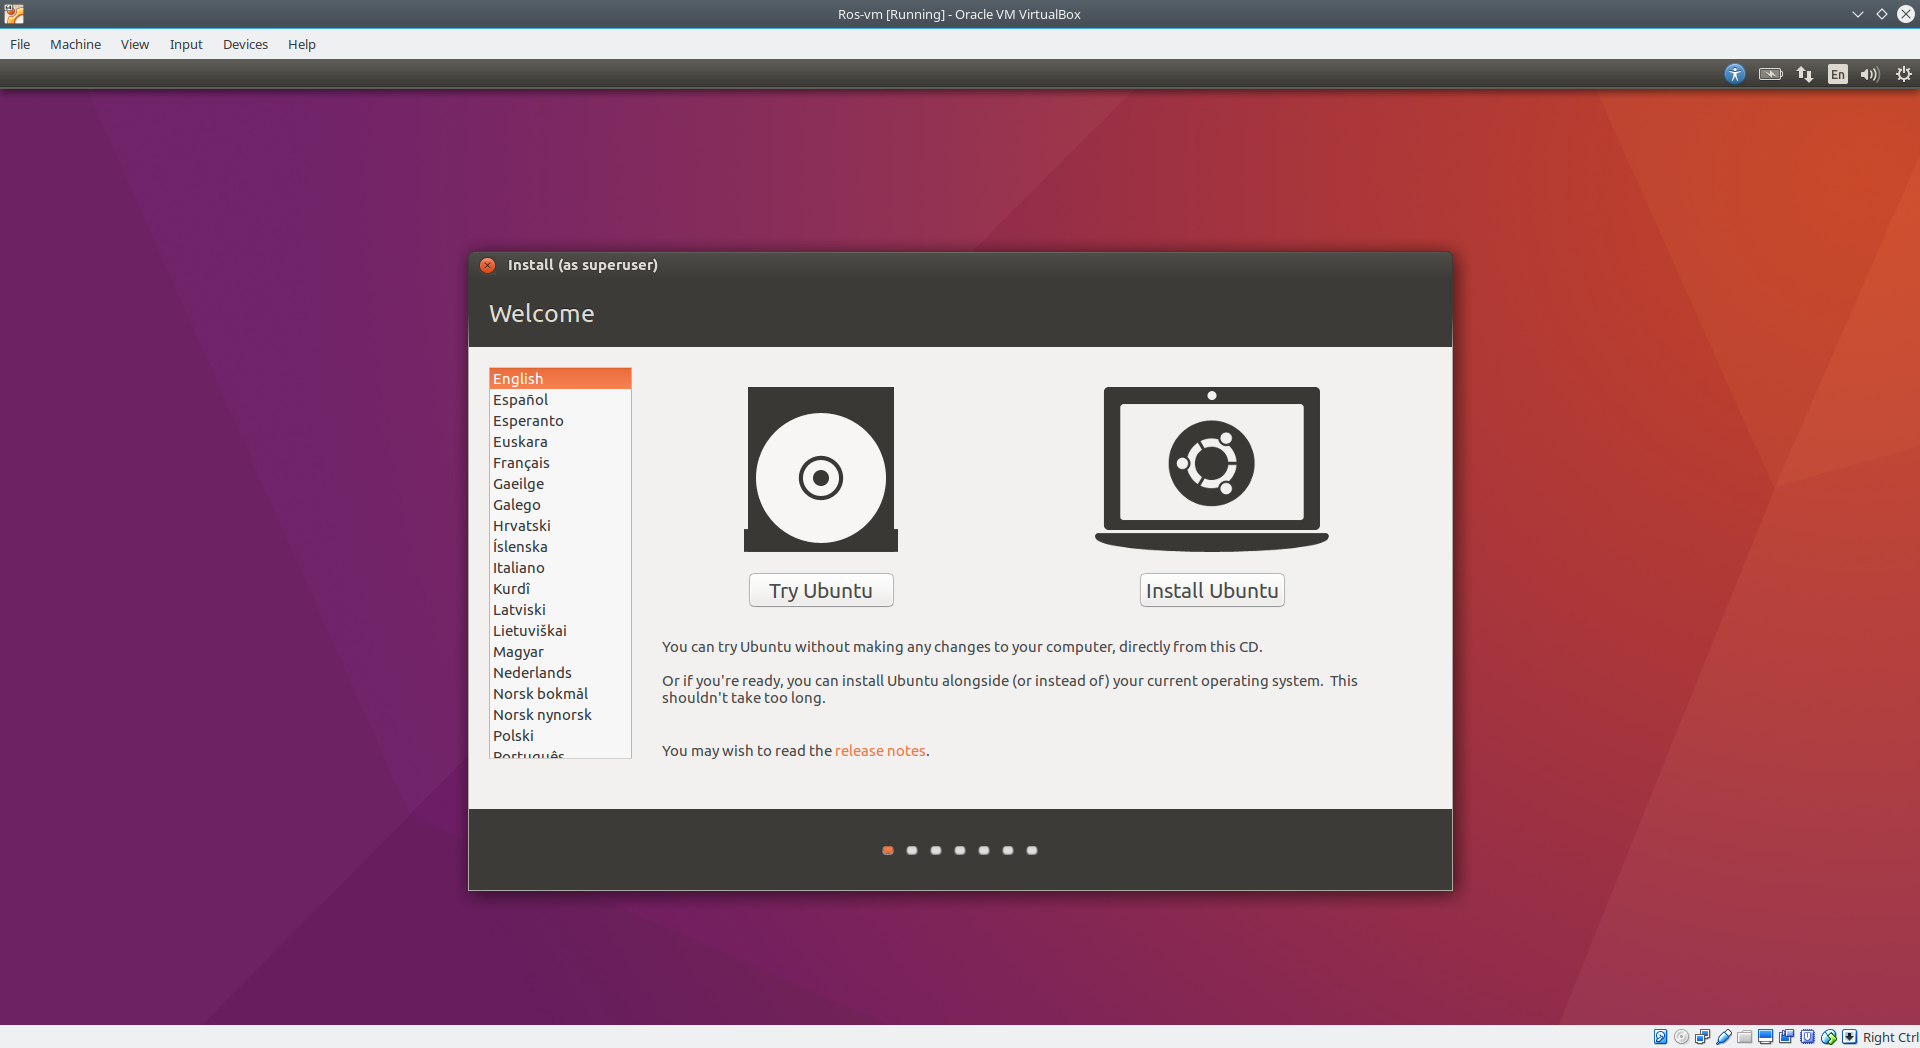 Ros-vm [Running] - Oracle VM VirtualBox
File Machine View Input Devices Help
En
Install (as superuser)
Welcome
English
Español
Esperanto
Euskara
Français
Gaeilge
Galego
Hrvatski
Íslenska
Italiano
Kurdî
Latviski
Lietuviškai
Magyar
Nederlands
Norsk bokmål
Norsk nynorsk
Polski
Português
Try Ubuntu
Install Ubuntu
You can try Ubuntu without making any changes to your computer, directly from this CD.
Or if you're ready, you can install Ubuntu alongside (or instead of) your current operating system. This
shouldn't take too long.
You may wish to read the release notes.
Right Ctrl